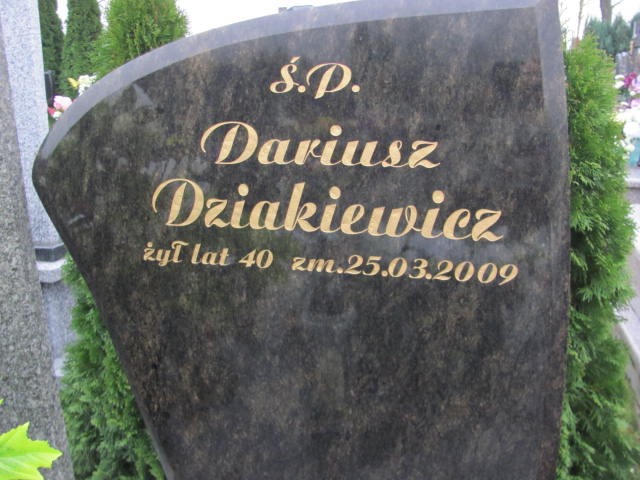 Ś.P.
Dariusz
Dziakiewicz
żył lat 40 zm.25.03.2009